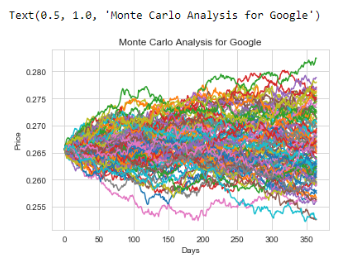 Text(0.5, 1.0, 'Monte Carlo Analysis for Google')
Monte Carlo Analysis for Google
0.280
0.275
0.270
0.265
0.260
0.255
Price
0 50 100 150 200 250 300 350
Days